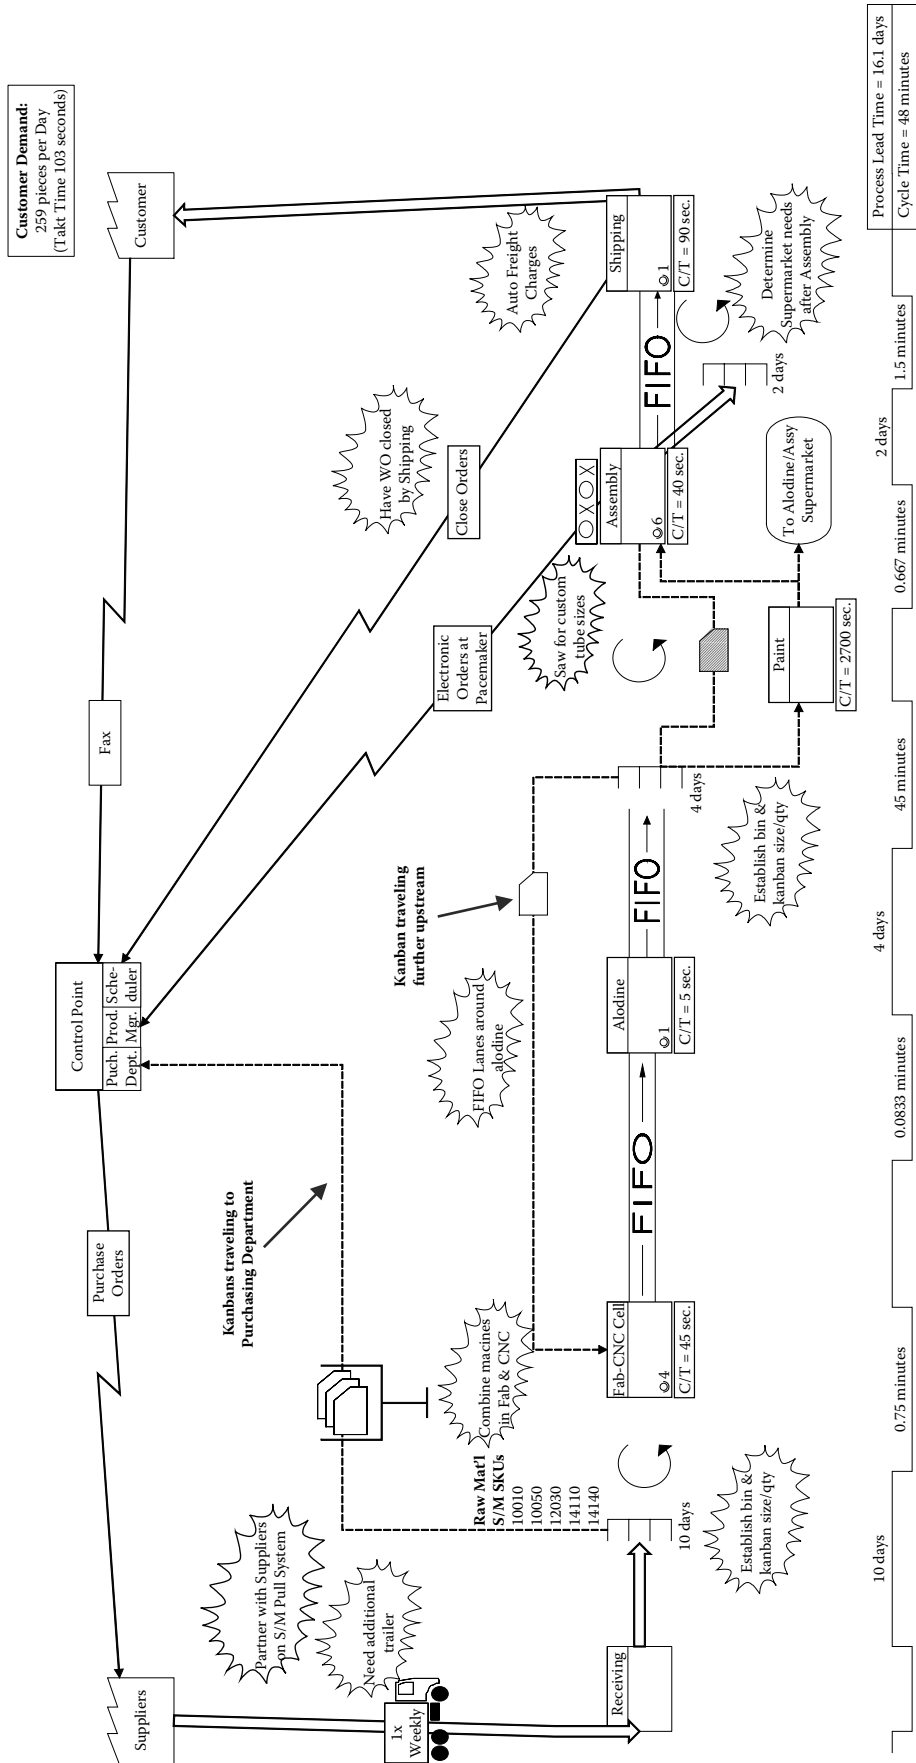 Customer Demand:
259 pieces per Day
(Takt Time 103 seconds)
Suppliers
Purchase
Orders
Control Point
Puch.
Dept.
Prod.
Mgr.
Sche-
duler
Fax
Customer
Partner with Suppliers
on S/M Pull System
Need additional
trailer
1x
Weekly
Kanbans traveling to
Purchasing Department
Kanban traveling
further upstream
Electronic
Orders at
Pacemaker
Close Orders
Have WO closed
by Shipping
Auto Freight
Charges
Raw Mat'l
S/M SKUs
10010
10050
12030
14110
14140
Combine macines
in Fab & CNC
FIFO Lanes around
alodine
Saw for custom
tube sizes
OXOX
Receiving
10 days
Establish bin &
kanban size/qty
Fab-CNC Cell
4
C/T = 45 sec.
FIFO
Alodine
1
C/T = 5 sec.
FIFO
4 days
Establish bin &
kanban size/qty
Paint
C/T = 2700 sec.
To Alodine/Assy
Supermarket
Assembly
6
C/T = 40 sec.
FIFO
2 days
Shipping
1
C/T = 90 sec.
Determine
Supermarket needs
after Assembly
10 days
0.75 minutes
0.0833 minutes
4 days
45 minutes
0.667 minutes
2 days
1.5 minutes
Process Lead Time = 16.1 days
Cycle Time = 48 minutes